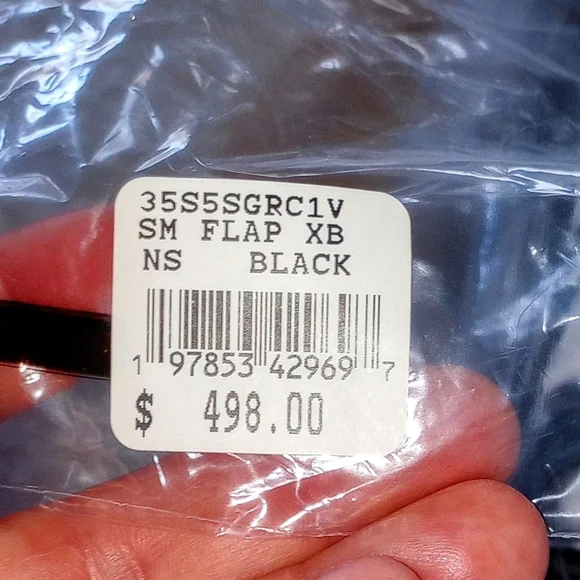 35S5SGRC1V
SM FLAP XB
NS BLACK
1 97853 42969 7
$ 498.00